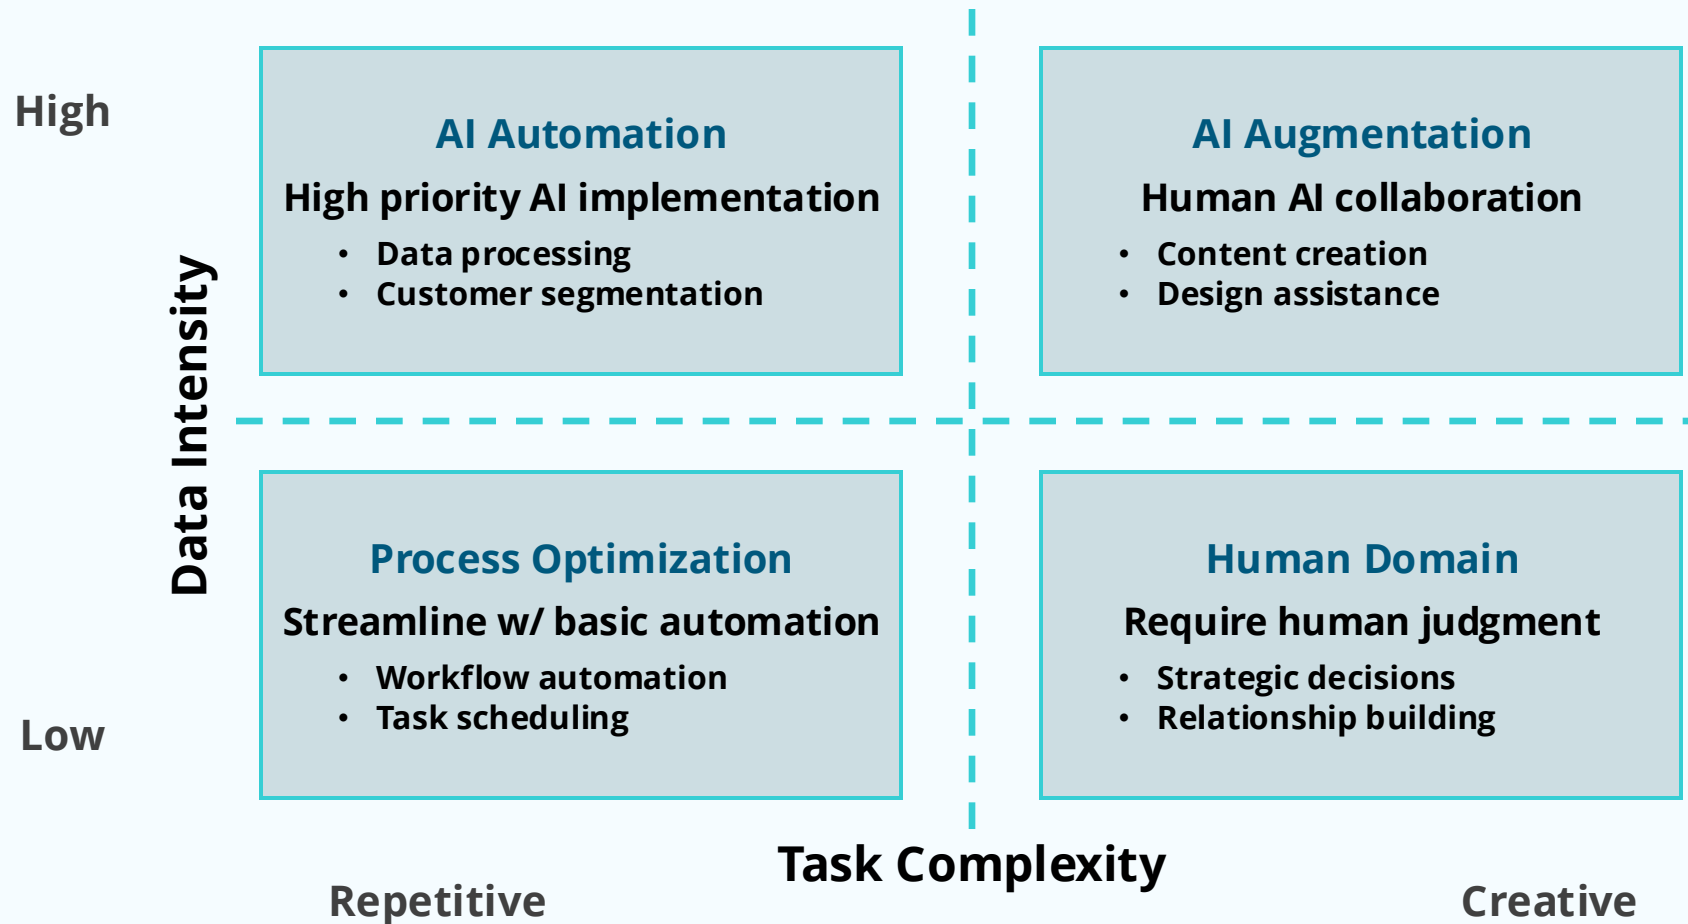 High
Data Intensity
Low
AI Automation
High priority AI implementation
• Data processing
• Customer segmentation
AI Augmentation
Human AI collaboration
• Content creation
• Design assistance
Process Optimization
Streamline w/ basic automation
• Workflow automation
• Task scheduling
Human Domain
Require human judgment
• Strategic decisions
• Relationship building
Task Complexity
Repetitive
Creative